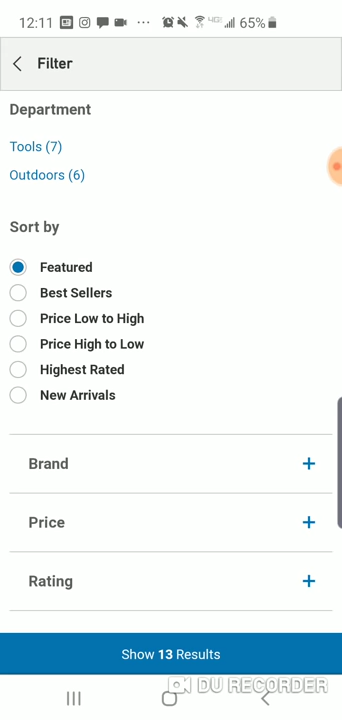 12:11 65%
Filter
Department
Tools (7)
Outdoors (6)
Sort by
Featured
Best Sellers
Price Low to High
Price High to Low
Highest Rated
New Arrivals
Brand +
Price +
Rating +
Show 13 Results
DU RECORDER